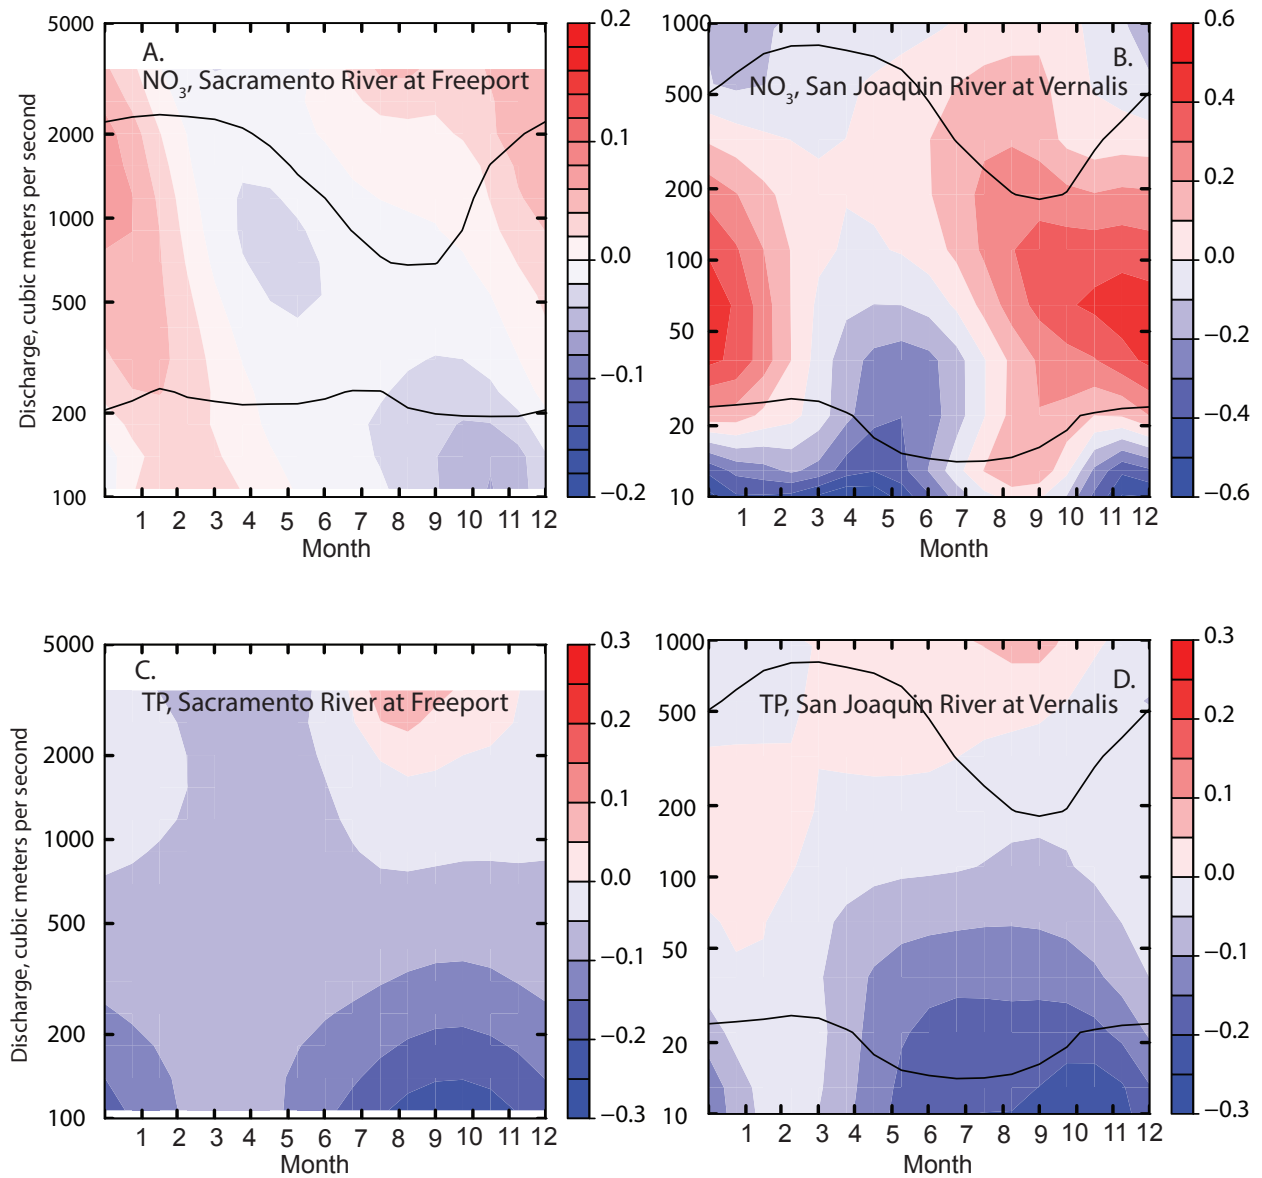 5000
2000
1000
500
200
100
Discharge, cubic meters per second
A.
NO3, Sacramento River at Freeport
1 2 3 4 5 6 7 8 9 10 11 12
Month
0.2
0.1
0.0
−0.1
−0.2
1000
500
200
100
50
20
10
B.
NO3, San Joaquin River at Vernalis
1 2 3 4 5 6 7 8 9 10 11 12
Month
0.6
0.4
0.2
0.0
−0.2
−0.4
−0.6
5000
2000
1000
500
200
100
Discharge, cubic meters per second
C.
TP, Sacramento River at Freeport
1 2 3 4 5 6 7 8 9 10 11 12
Month
0.3
0.2
0.1
0.0
−0.1
−0.2
−0.3
1000
500
200
100
50
20
10
D.
TP, San Joaquin River at Vernalis
1 2 3 4 5 6 7 8 9 10 11 12
Month
0.3
0.2
0.1
0.0
−0.1
−0.2
−0.3